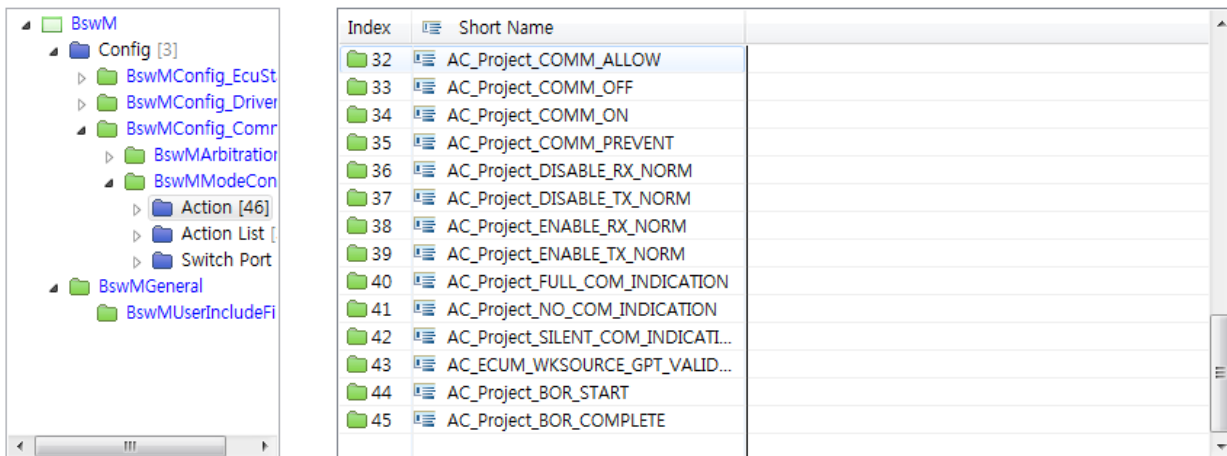 BswM
Config [3]
BswMConfig_EcuSt
BswMConfig_Driver
BswMConfig_Comr
BswMArbitration
BswMModeCon
Action [46]
Action List [
Switch Port
BswMGeneral
BswMUserIncludeFi
Index Short Name
32 AC_Project_COMM_ALLOW
33 AC_Project_COMM_OFF
34 AC_Project_COMM_ON
35 AC_Project_COMM_PREVENT
36 AC_Project_DISABLE_RX_NORM
37 AC_Project_DISABLE_TX_NORM
38 AC_Project_ENABLE_RX_NORM
39 AC_Project_ENABLE_TX_NORM
40 AC_Project_FULL_COM_INDICATION
41 AC_Project_NO_COM_INDICATION
42 AC_Project_SILENT_COM_INDICATI...
43 AC_ECUM_WKSOURCE_GPT_VALID...
44 AC_Project_BOR_START
45 AC_Project_BOR_COMPLETE